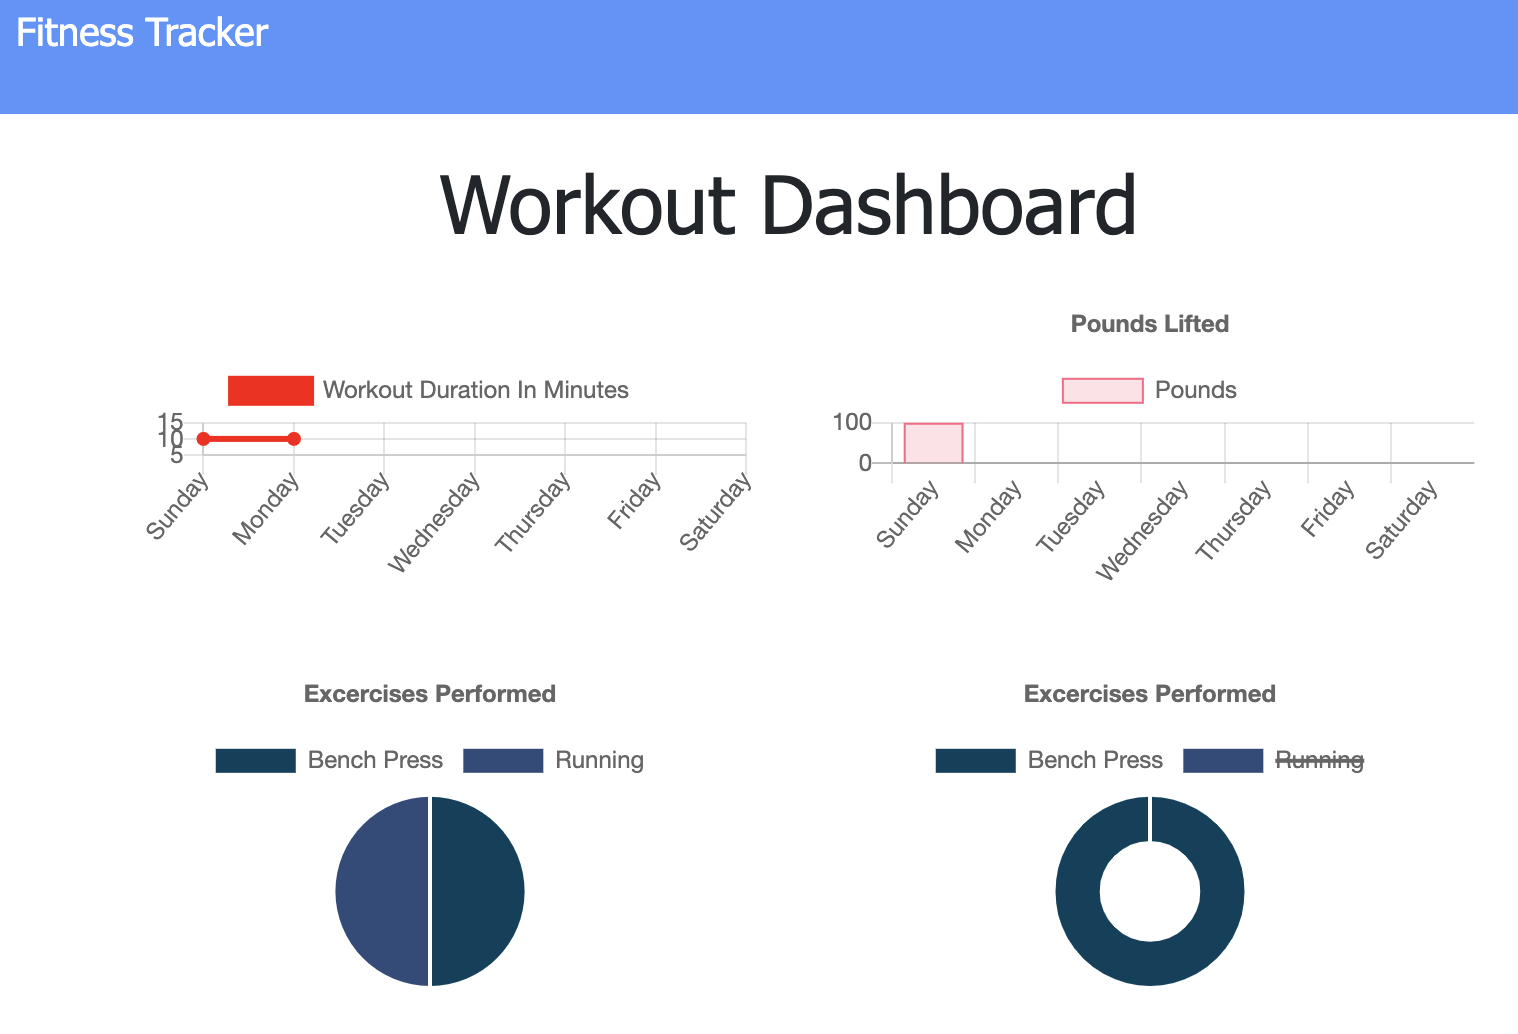 Fitness Tracker
Workout Dashboard
Workout Duration In Minutes
15
10
5
Sunday Monday Tuesday Wednesday Thursday Friday Saturday
Pounds Lifted
Pounds
100
0
Sunday Monday Tuesday Wednesday Thursday Friday Saturday
Excercises Performed
Bench Press Running
Excercises Performed
Bench Press Running